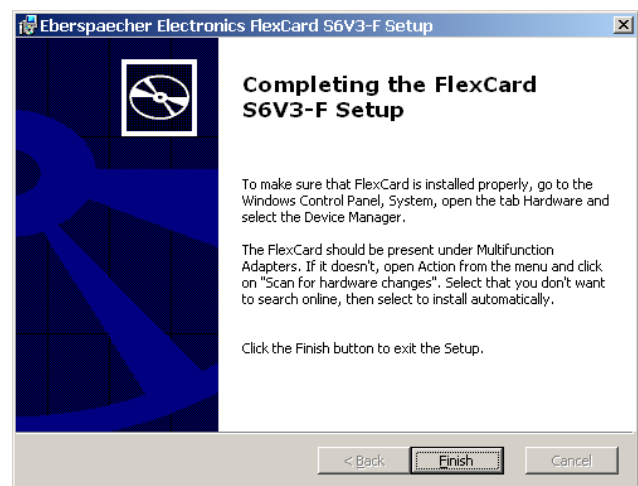 Eberspaecher Electronics FlexCard S6V3-F Setup
Completing the FlexCard
S6V3-F Setup
To make sure that FlexCard is installed properly, go to the
Windows Control Panel, System, open the tab Hardware and
select the Device Manager.
The FlexCard should be present under Multifunction
Adapters. If it doesn't, open Action from the menu and click
on "Scan for hardware changes". Select that you don't want
to search online, then select to install automatically.
Click the Finish button to exit the Setup.
< Back Finish Cancel